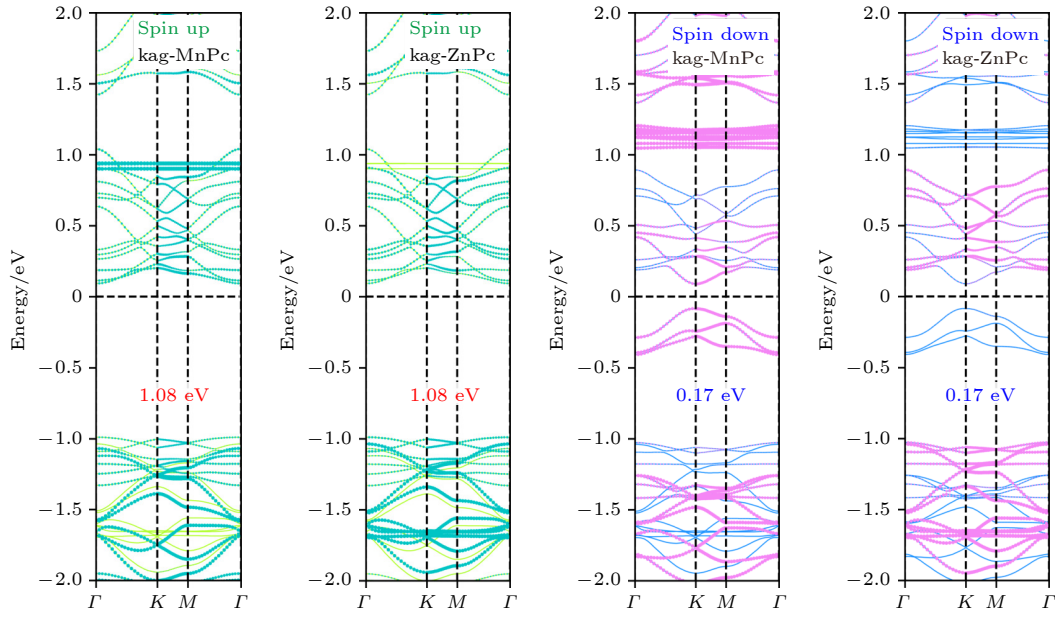 Energy/eV
2.0
1.5
1.0
0.5
0
−0.5
−1.0
−1.5
−2.0
Spin up
kag-MnPc
1.08 eV
Γ K M Γ
Energy/eV
2.0
1.5
1.0
0.5
0
−0.5
−1.0
−1.5
−2.0
Spin up
kag-ZnPc
1.08 eV
Γ K M Γ
Energy/eV
2.0
1.5
1.0
0.5
0
−0.5
−1.0
−1.5
−2.0
Spin down
kag-MnPc
0.17 eV
Γ K M Γ
Energy/eV
2.0
1.5
1.0
0.5
0
−0.5
−1.0
−1.5
−2.0
Spin down
kag-ZnPc
0.17 eV
Γ K M Γ